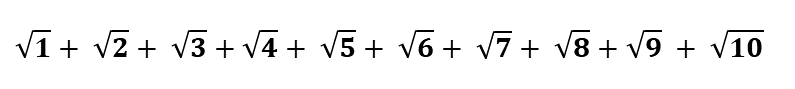 √1 + √2 + √3 + √4 + √5 + √6 + √7 + √8 + √9 + √10